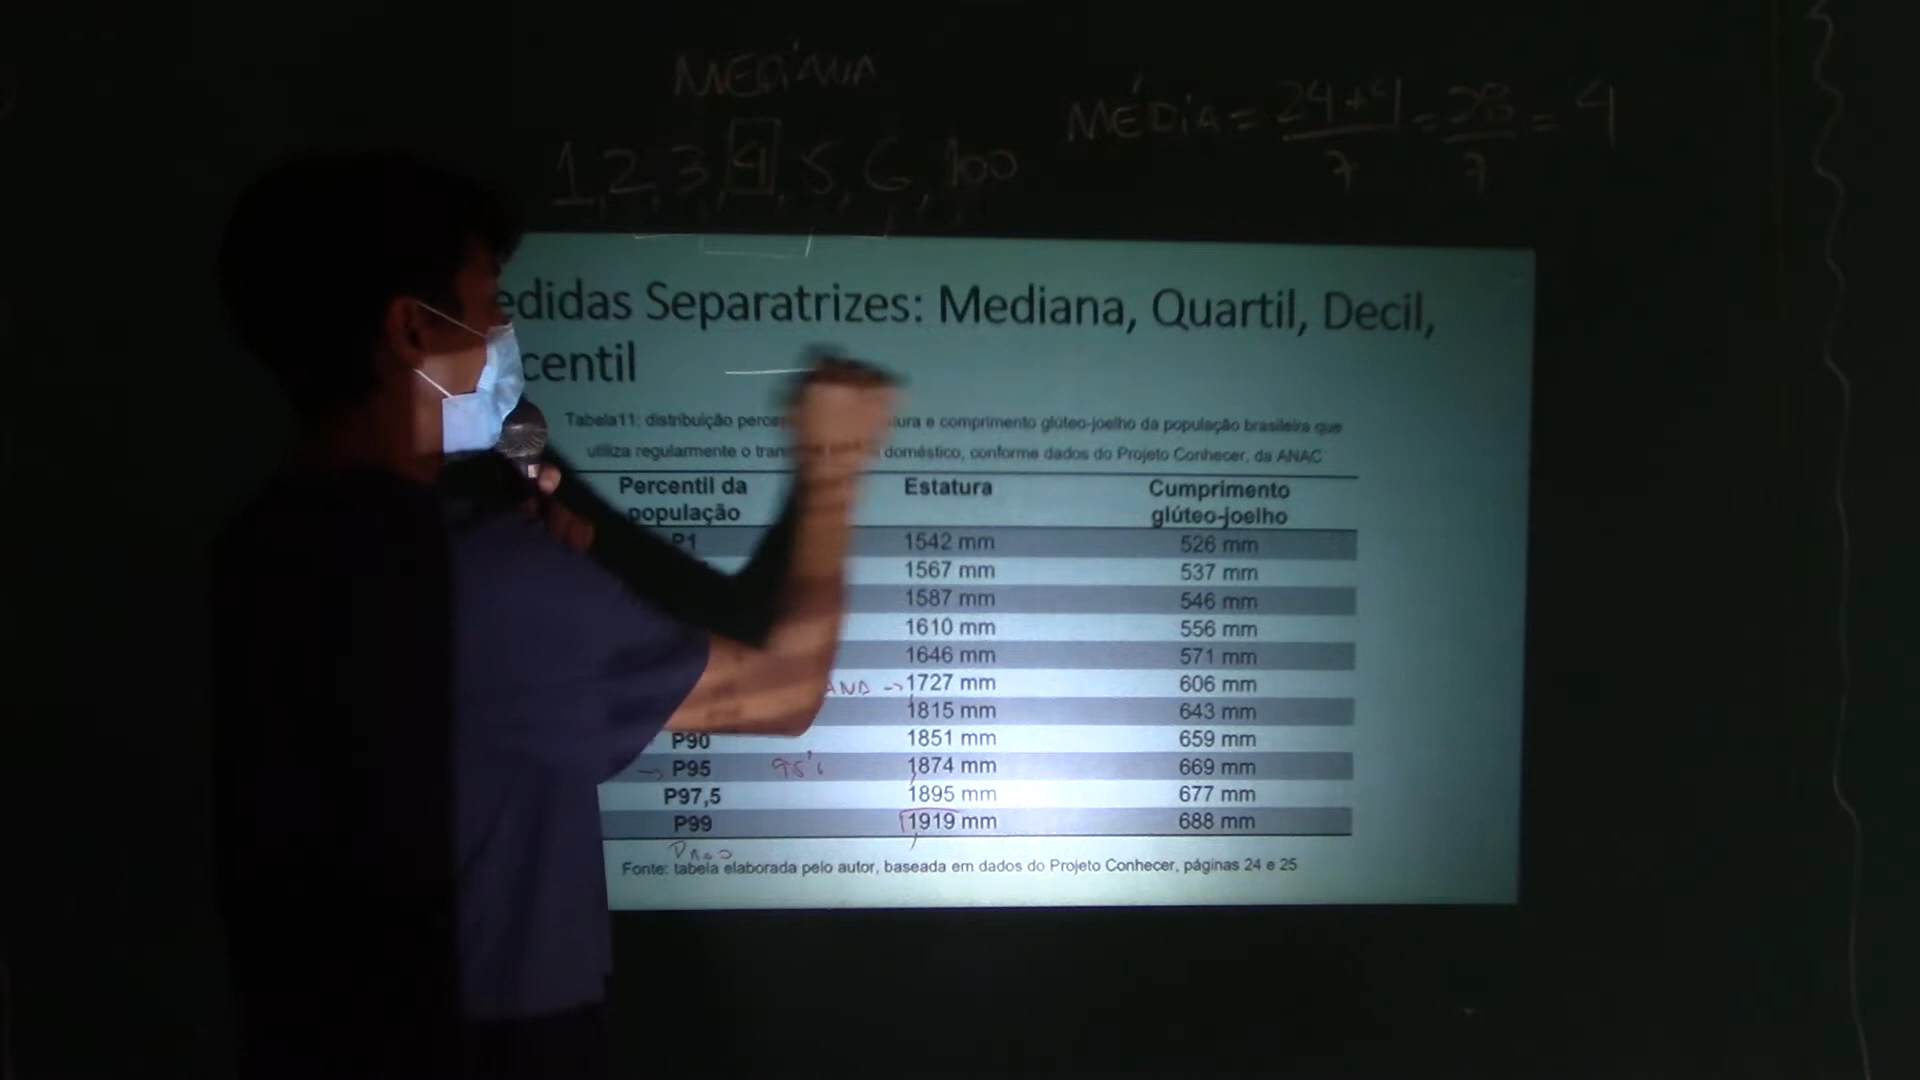 MEDIANA
MÉDIA = 24+4 / 7 = 28 / 7 = 4
1, 2, 3, 4, 5, 6, 100
edidas Separatrizes: Mediana, Quartil, Decil,
centil
Tabela11: distribuição e comprimento glúteo-joelho da população brasileira que
utiliza regularmente o doméstico, conforme dados do Projeto Conhecer, da ANAC
Percentil da população Estatura Cumprimento glúteo-joelho
P1 1542 mm 526 mm
1567 mm 537 mm
1587 mm 546 mm
1610 mm 556 mm
1646 mm 571 mm
ANA -> 1727 mm 606 mm
1815 mm 643 mm
P90 1851 mm 659 mm
-> P95 1874 mm 669 mm
P97,5 1895 mm 677 mm
P99 1919 mm 688 mm
Fonte: tabela elaborada pelo autor, baseada em dados do Projeto Conhecer, páginas 24 e 25